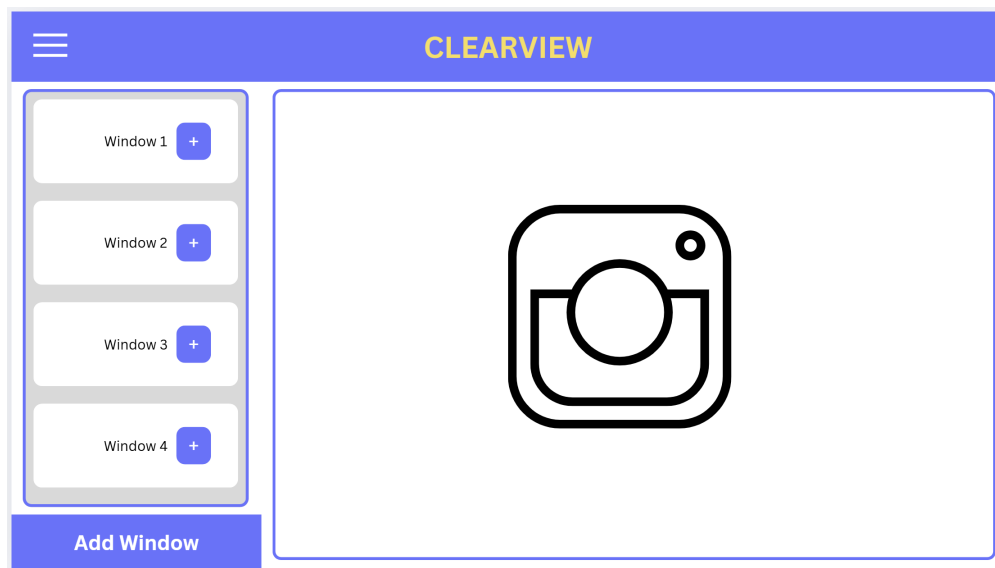 CLEARVIEW
Window 1 +
Window 2 +
Window 3 +
Window 4 +
Add Window